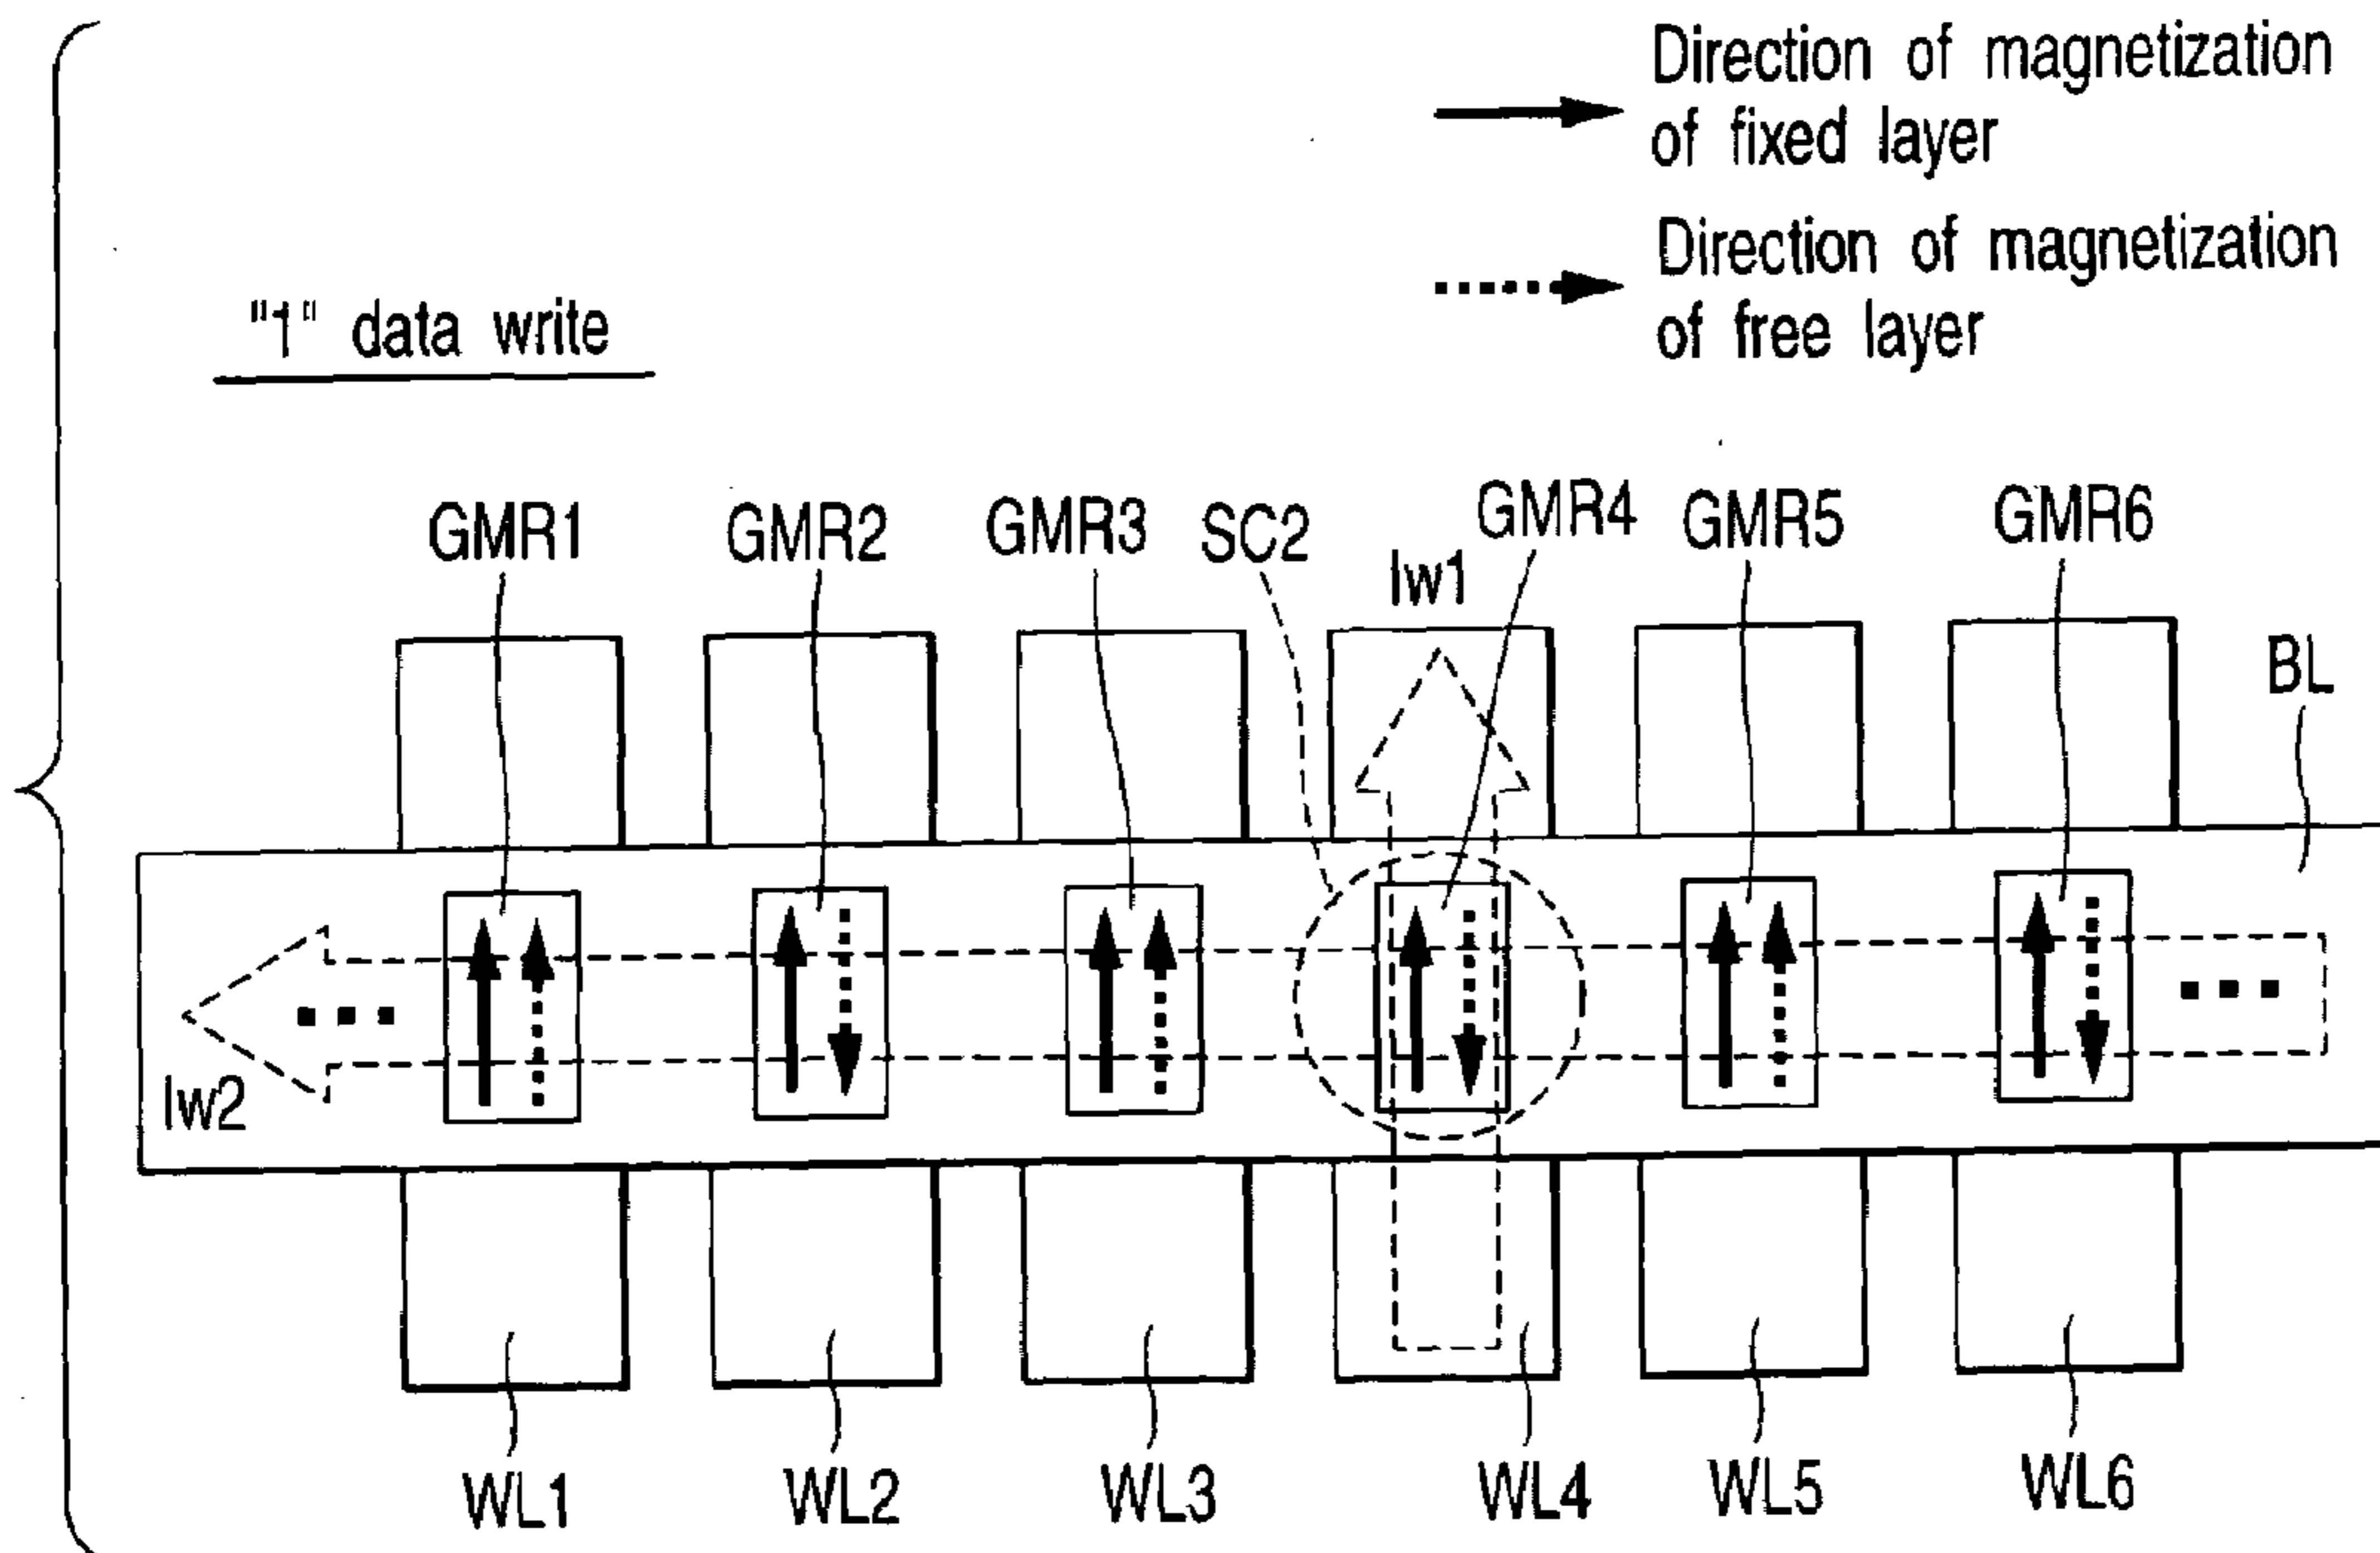 Direction of magnetization
of fixed layer
Direction of magnetization
of free layer
"1" data write
GMR1
GMR2
GMR3
SC2
Iw1
GMR4
GMR5
GMR6
BL
Iw2
WL1
WL2
WL3
WL4
WL5
WL6